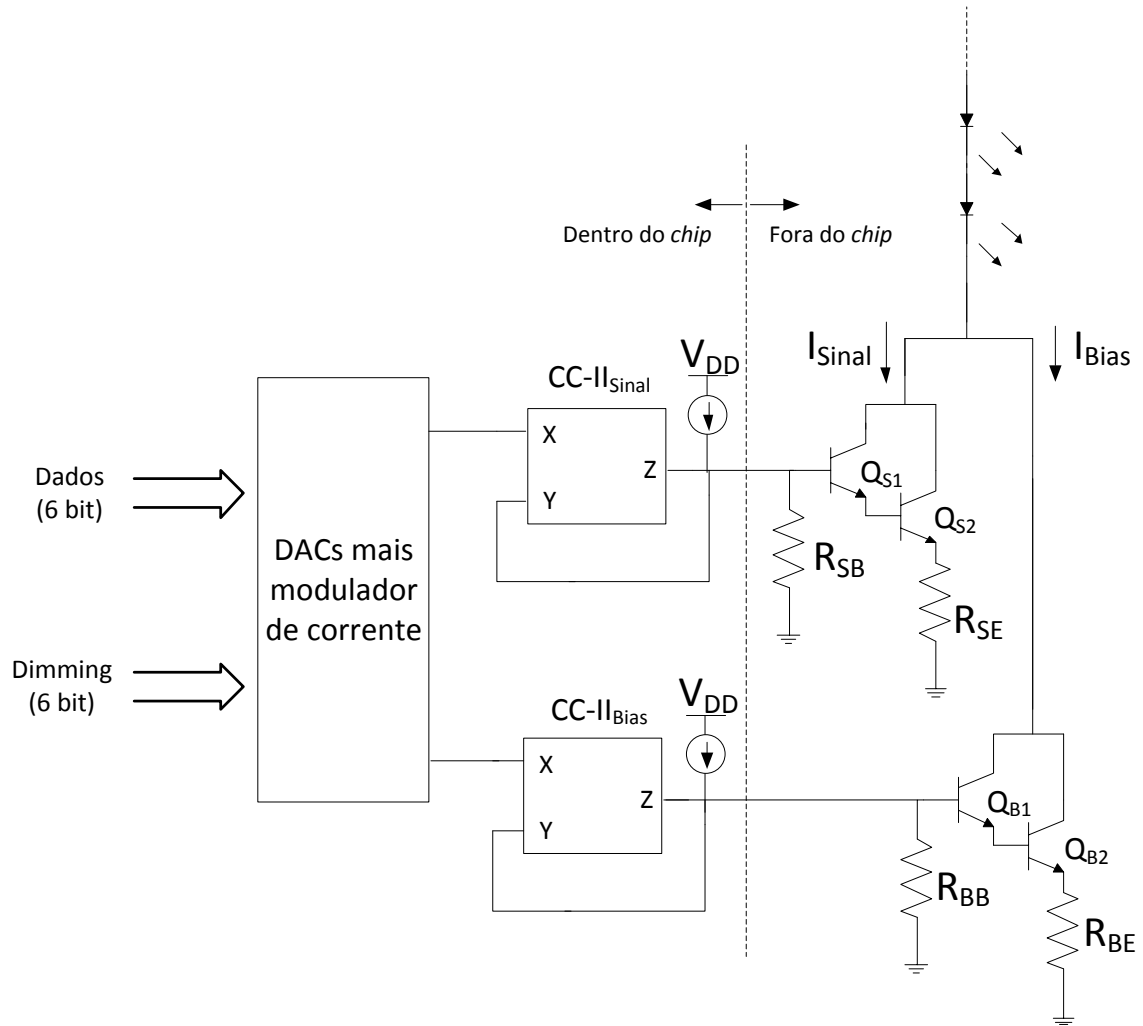 Dentro do chip
Fora do chip
I_Sinal
I_Bias
V_DD
CC-II_Sinal
X
Y
Z
Q_S1
Q_S2
R_SB
R_SE
Dados
(6 bit)
DACs mais
modulador
de corrente
Dimming
(6 bit)
V_DD
CC-II_Bias
X
Y
Z
Q_B1
Q_B2
R_BB
R_BE